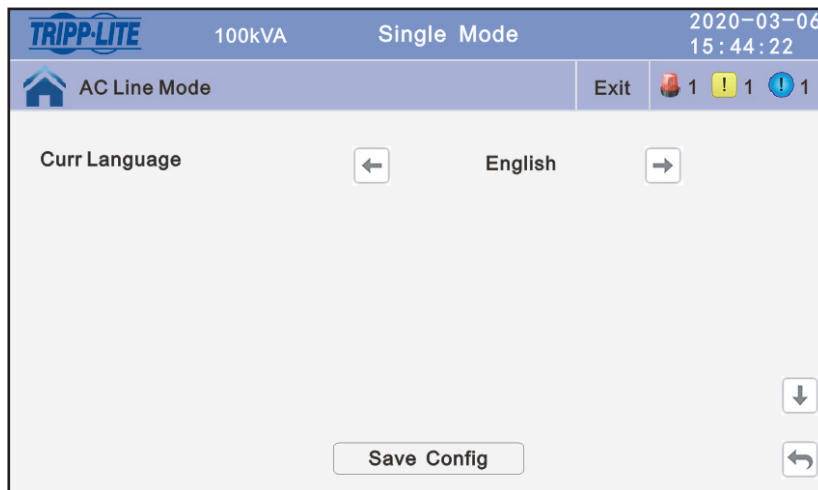 TRIPP·LITE 100kVA Single Mode 2020-03-06
15:44:22
AC Line Mode Exit 1 ! 1 ! 1
Curr Language English
Save Config